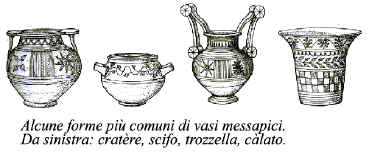 Alcune forme più comuni di vasi messapici.
Da sinistra: cratère, scifo, trozzella, càlato.